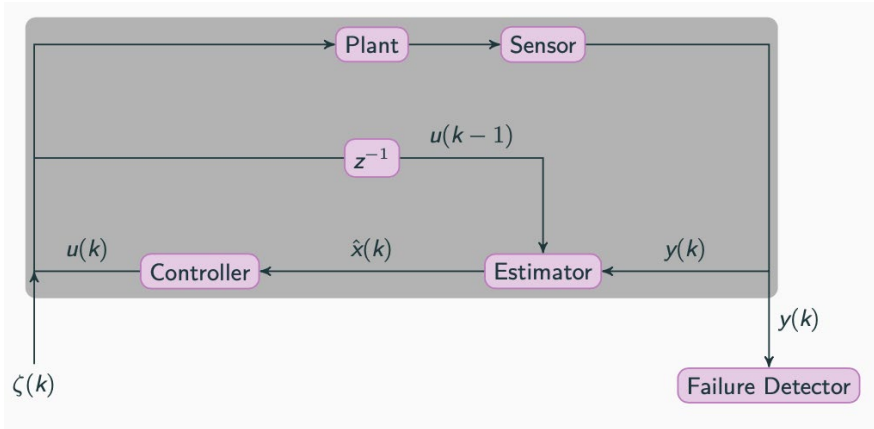 Plant
Sensor
u(k − 1)
z⁻¹
u(k)
x̂(k)
y(k)
Controller
Estimator
y(k)
ζ(k)
Failure Detector